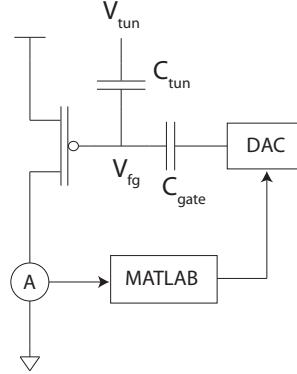 V_tun
C_tun
V_fg
C_gate
DAC
A
MATLAB